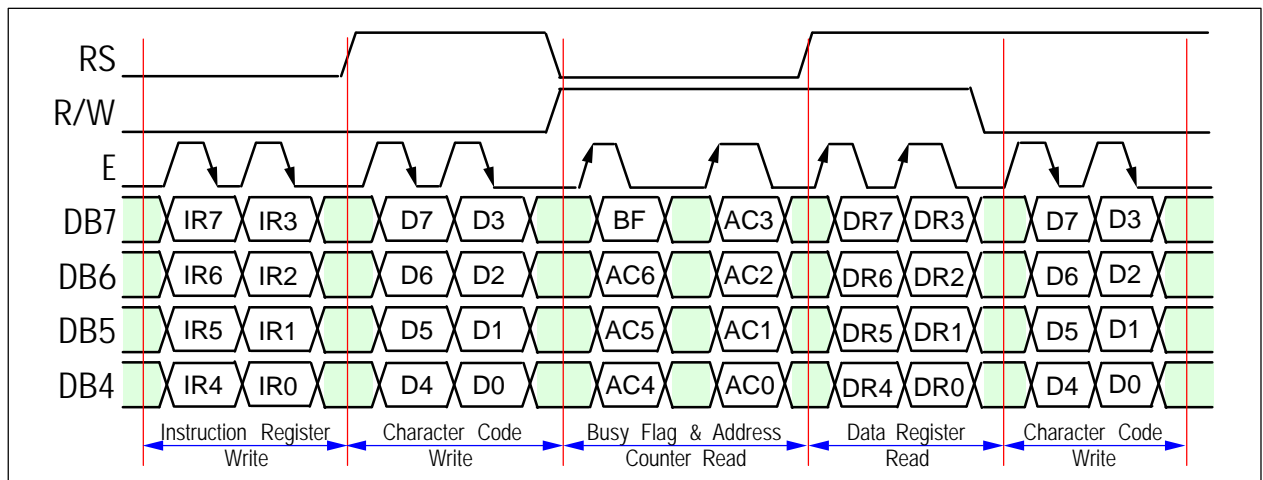 RS
R/W
E
DB7 IR7 IR3 D7 D3 BF AC3 DR7 DR3 D7 D3
DB6 IR6 IR2 D6 D2 AC6 AC2 DR6 DR2 D6 D2
DB5 IR5 IR1 D5 D1 AC5 AC1 DR5 DR1 D5 D1
DB4 IR4 IR0 D4 D0 AC4 AC0 DR4 DR0 D4 D0
Instruction Register Character Code Busy Flag & Address Data Register Character Code
Write Write Counter Read Read Write